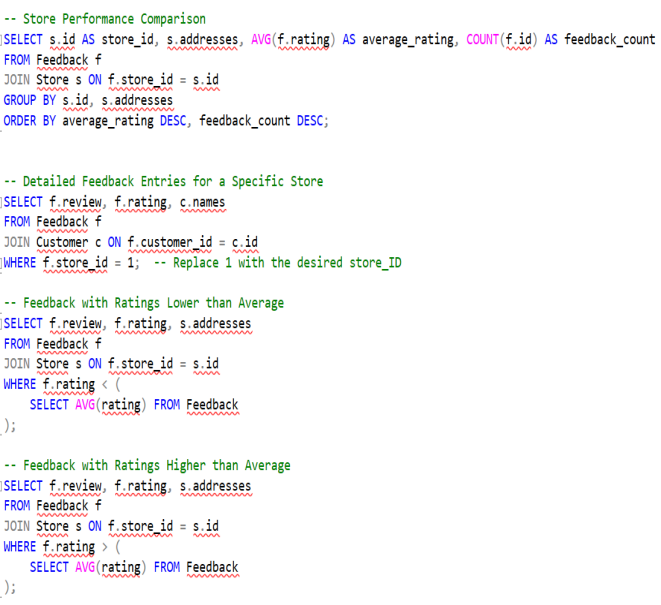 -- Store Performance Comparison
SELECT s.id AS store_id, s.addresses, AVG(f.rating) AS average_rating, COUNT(f.id) AS feedback_count
FROM Feedback f
JOIN Store s ON f.store_id = s.id
GROUP BY s.id, s.addresses
ORDER BY average_rating DESC, feedback_count DESC;
-- Detailed Feedback Entries for a Specific Store
SELECT f.review, f.rating, c.names
FROM Feedback f
JOIN Customer c ON f.customer_id = c.id
WHERE f.store_id = 1;  -- Replace 1 with the desired store_ID
-- Feedback with Ratings Lower than Average
SELECT f.review, f.rating, s.addresses
FROM Feedback f
JOIN Store s ON f.store_id = s.id
WHERE f.rating < (
    SELECT AVG(rating) FROM Feedback
);
-- Feedback with Ratings Higher than Average
SELECT f.review, f.rating, s.addresses
FROM Feedback f
JOIN Store s ON f.store_id = s.id
WHERE f.rating > (
    SELECT AVG(rating) FROM Feedback
);